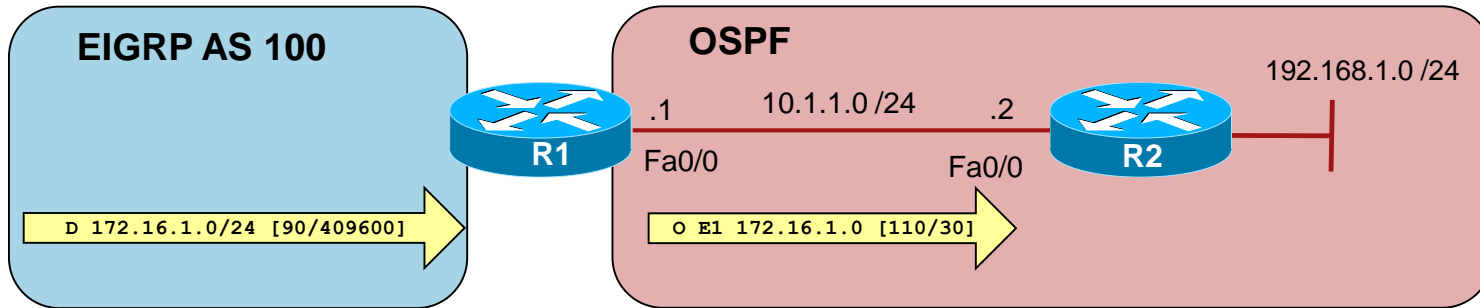 EIGRP AS 100
OSPF
192.168.1.0 /24
.1
10.1.1.0 /24
.2
R1
R2
Fa0/0
Fa0/0
D 172.16.1.0/24 [90/409600]
O E1 172.16.1.0 [110/30]